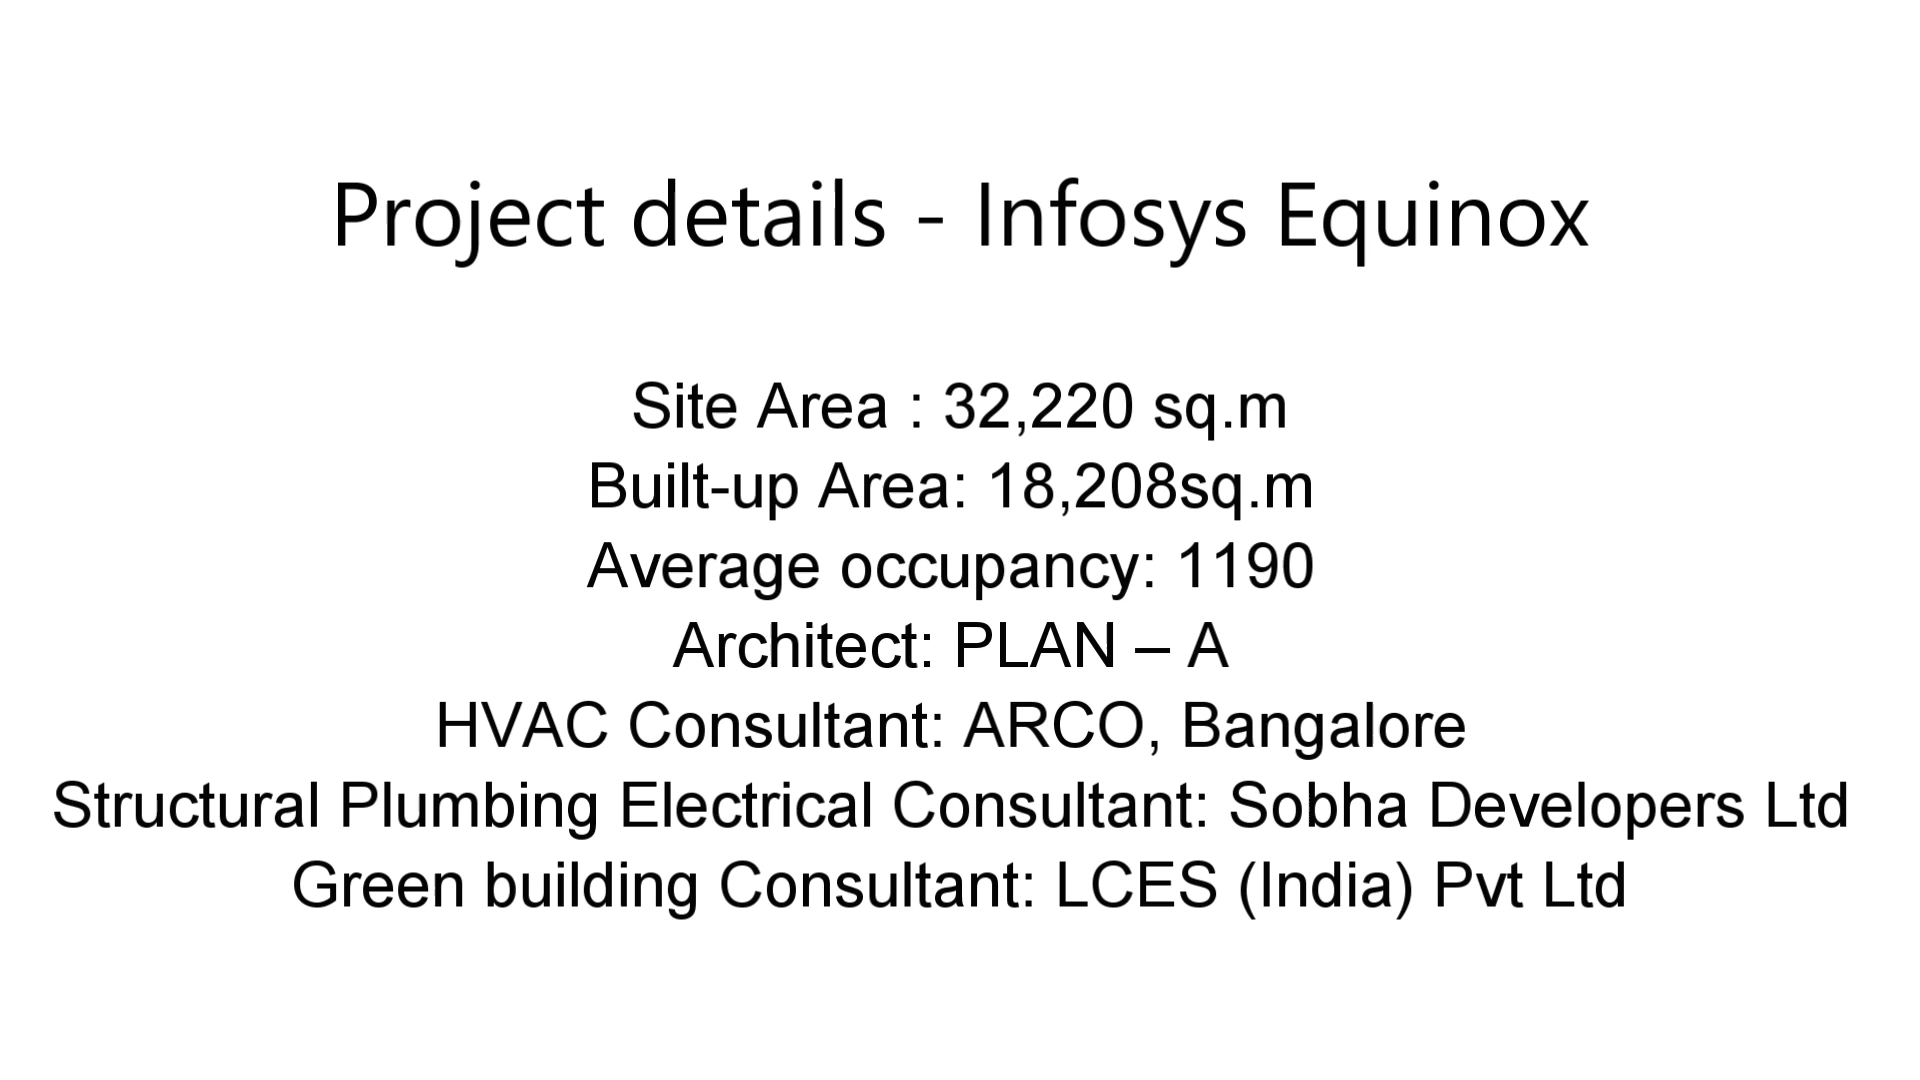 Project details - Infosys Equinox
Site Area : 32,220 sq.m
Built-up Area: 18,208sq.m
Average occupancy: 1190
Architect: PLAN – A
HVAC Consultant: ARCO, Bangalore
Structural Plumbing Electrical Consultant: Sobha Developers Ltd
Green building Consultant: LCES (India) Pvt Ltd